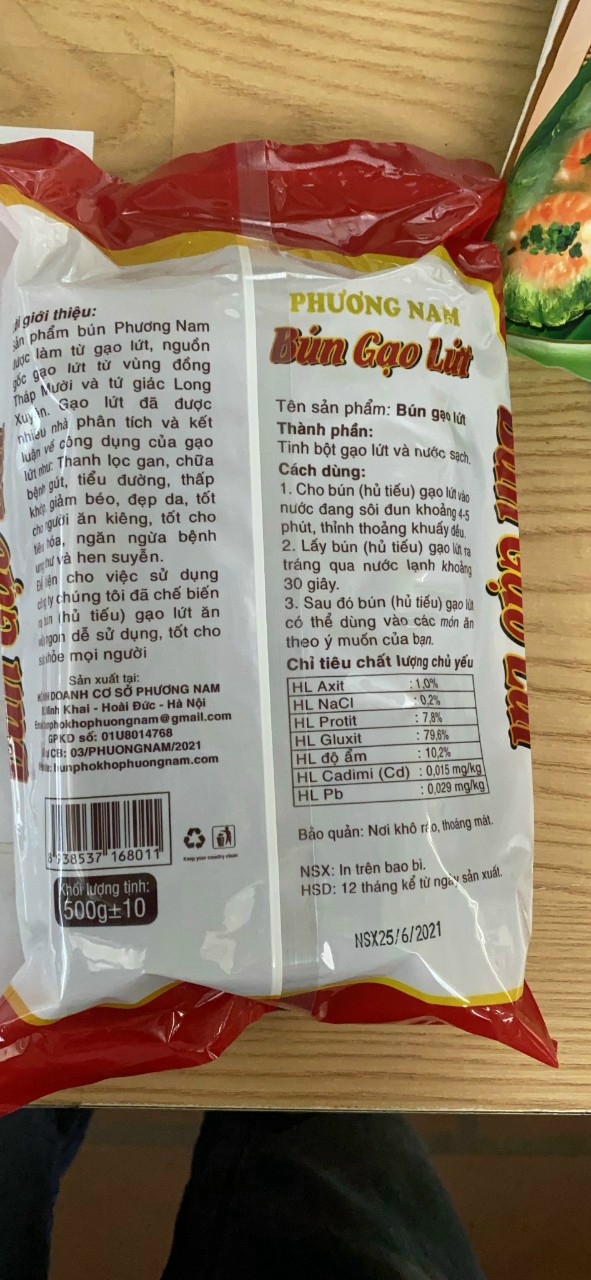 giới thiệu:
phẩm bún Phương Nam
làm từ gạo lứt, nguồn
gốc gạo lứt từ vùng đồng
Tháp Mười và tứ giác Long
Xuyên. Gạo lứt đã được
nhiều nhà phân tích và kết
luận về công dụng của gạo
lứt như: Thanh lọc gan, chữa
bệnh gút, tiểu đường, thấp
khớp, giảm béo, đẹp da, tốt
cho người ăn kiêng, tốt cho
tiêu hóa, ngăn ngừa bệnh
ung thư và hen suyễn.
cho việc sử dụng
chúng tôi đã chế biến
bún (hủ tiếu) gạo lứt ăn
ngon dễ sử dụng, tốt cho
mọi người
Sản xuất tại:
DOANH CƠ SỞ PHƯƠNG NAM
Minh Khai - Hoài Đức - Hà Nội
phokhophuongnam@gmail.com
GPKD số: 01U8014768
CB: 03/PHUONGNAM/2021
bunphokhophuongnam.com
8 538537 168011
Keep your country clean
Khối lượng tịnh:
500g±10
PHƯƠNG NAM
Bún Gạo Lứt
Tên sản phẩm: Bún gạo lứt
Thành phần:
Tinh bột gạo lứt và nước sạch.
Cách dùng:
1. Cho bún (hủ tiếu) gạo lứt vào
nước đang sôi đun khoảng 4-5
phút, thỉnh thoảng khuấy đều.
2. Lấy bún (hủ tiếu) gạo lứt ra
tráng qua nước lạnh khoảng
30 giây.
3. Sau đó bún (hủ tiếu) gạo lứt
có thể dùng vào các món ăn
theo ý muốn của bạn.
Chỉ tiêu chất lượng chủ yếu
HL Axit : 1,0%
HL NaCl : 0,2%
HL Protit : 7,8%
HL Gluxit : 79,6%
HL độ ẩm : 10,2%
HL Cadimi (Cd) : 0,015 mg/kg
HL Pb : 0,029 mg/kg
Bảo quản: Nơi khô ráo, thoáng mát.
NSX: In trên bao bì.
HSD: 12 tháng kể từ ngày sản xuất.
NSX25/6/2021